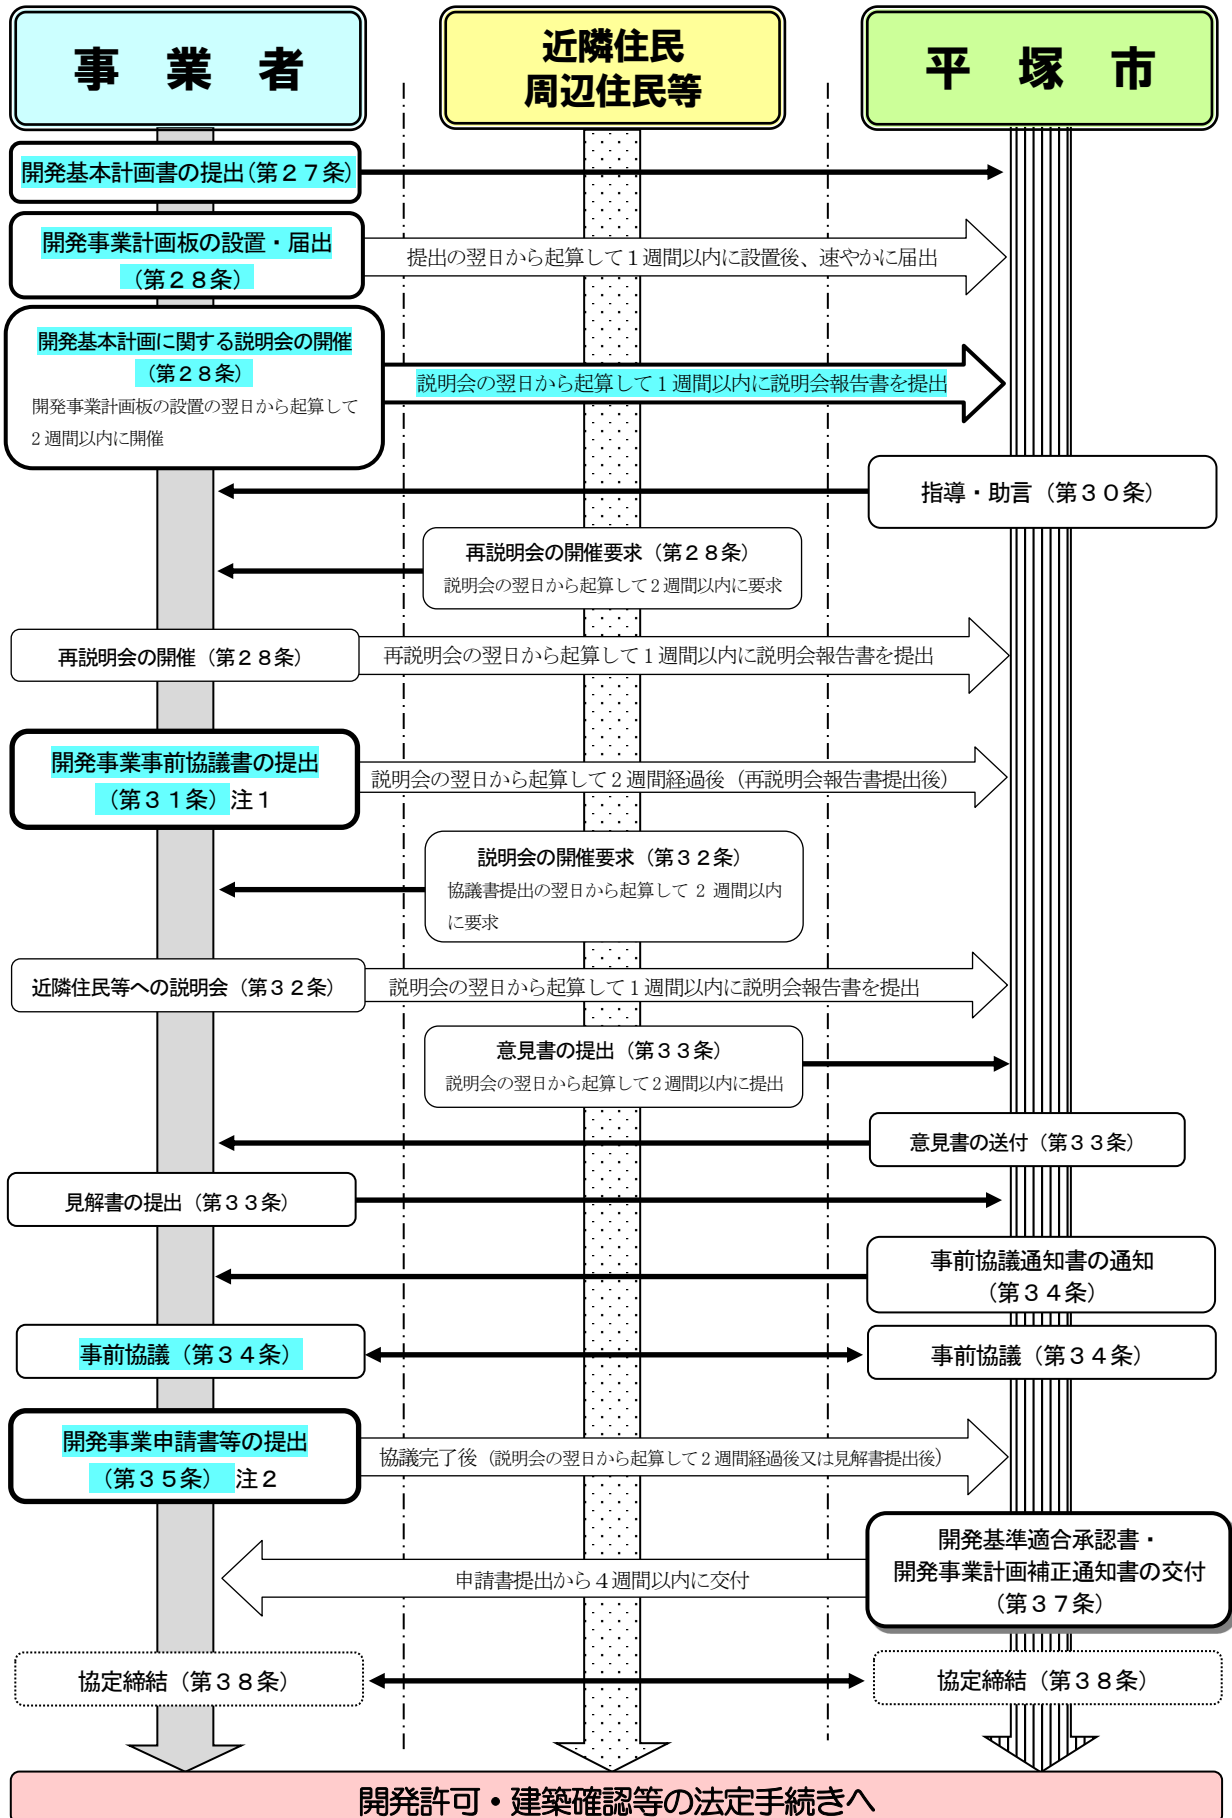 事　業　者
近隣住民
周辺住民等
平　塚　市
開発基本計画書の提出(第２７条)
開発事業計画板の設置・届出
（第２８条）
提出の翌日から起算して１週間以内に設置後、速やかに届出
開発基本計画に関する説明会の開催
（第２８条）
開発事業計画板の設置の翌日から起算して
２週間以内に開催
説明会の翌日から起算して１週間以内に説明会報告書を提出
指導・助言（第３０条）
再説明会の開催要求（第２８条）
説明会の翌日から起算して２週間以内に要求
再説明会の開催（第２８条）
再説明会の翌日から起算して１週間以内に説明会報告書を提出
開発事業事前協議書の提出
（第３１条）注１
説明会の翌日から起算して２週間経過後（再説明会報告書提出後）
説明会の開催要求（第３２条）
協議書提出の翌日から起算して 2 週間以内
に要求
近隣住民等への説明会（第３２条）
説明会の翌日から起算して１週間以内に説明会報告書を提出
意見書の提出（第３３条）
説明会の翌日から起算して２週間以内に提出
意見書の送付（第３３条）
見解書の提出（第３３条）
事前協議通知書の通知
（第３４条）
事前協議（第３４条）
事前協議（第３４条）
開発事業申請書等の提出
（第３５条）　注２
協議完了後（説明会の翌日から起算して２週間経過後又は見解書提出後）
開発基準適合承認書・
開発事業計画補正通知書の交付
（第３７条）
申請書提出から４週間以内に交付
協定締結（第３８条）
協定締結（第３８条）
開発許可・建築確認等の法定手続きへ